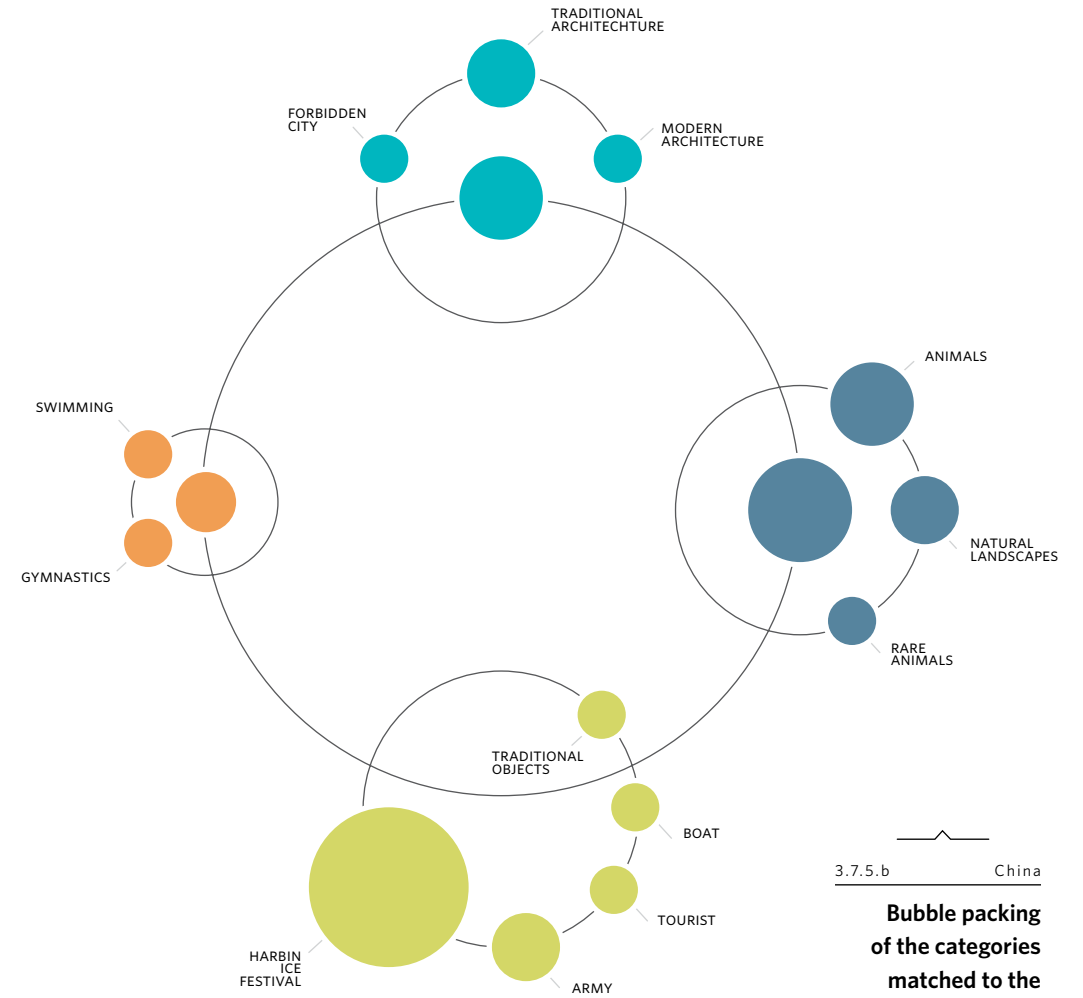 TRADITIONAL
ARCHITECHTURE
FORBIDDEN
CITY
MODERN
ARCHITECTURE
ANIMALS
SWIMMING
NATURAL
LANDSCAPES
GYMNASTICS
RARE
ANIMALS
TRADITIONAL
OBJECTS
BOAT
TOURIST
HARBIN
ICE
FESTIVAL
ARMY
3.7.5.b China
Bubble packing
of the categories
matched to the